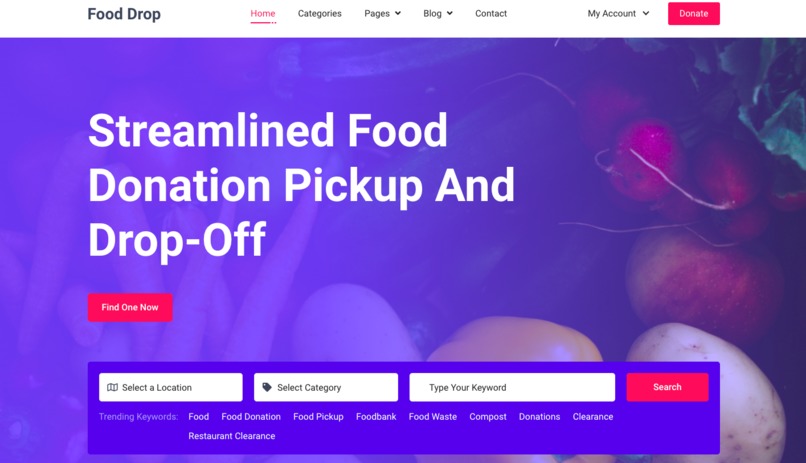 Food Drop
Home Categories Pages Blog Contact
My Account Donate
Streamlined Food
Donation Pickup And
Drop-Off
Find One Now
Select a Location Select Category Type Your Keyword Search
Trending Keywords: Food Food Donation Food Pickup Foodbank Food Waste Compost Donations Clearance
Restaurant Clearance